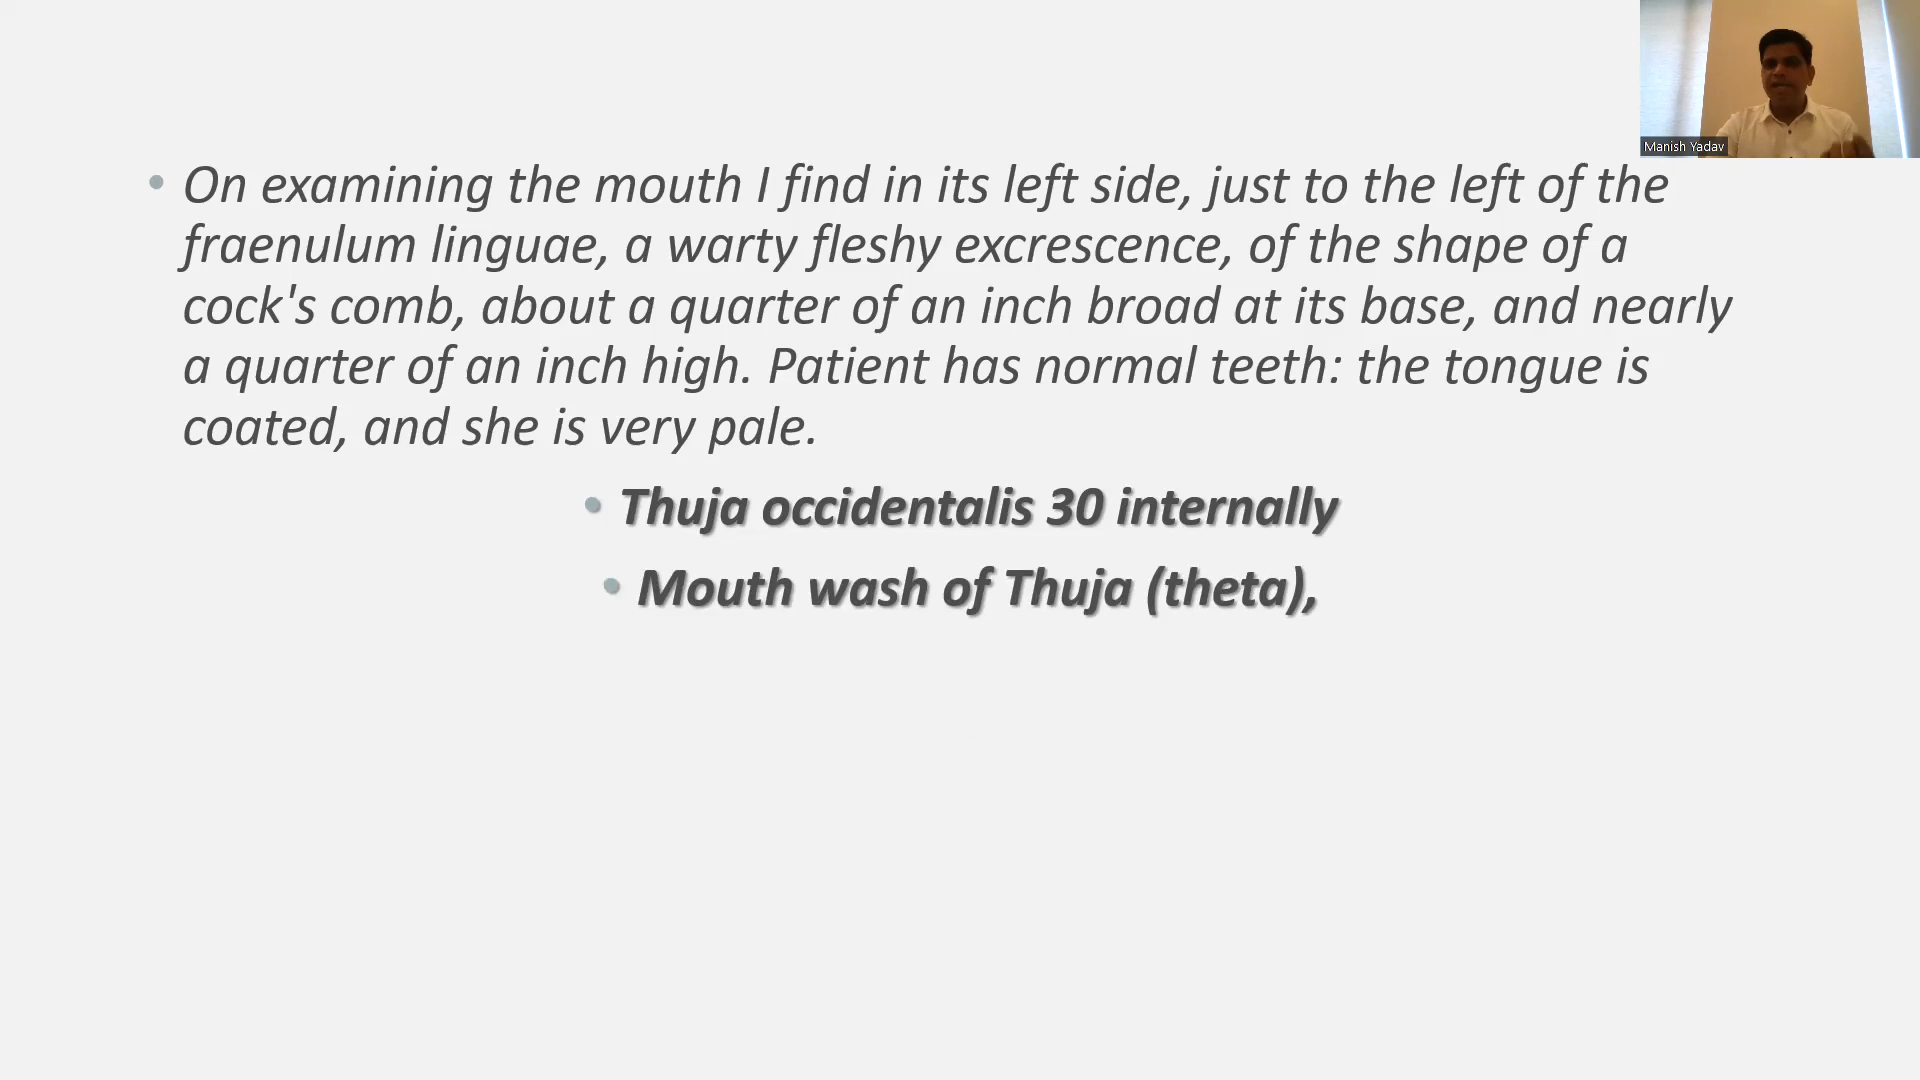 Manish Yadav
• On examining the mouth I find in its left side, just to the left of the
fraenulum linguae, a warty fleshy excrescence, of the shape of a
cock's comb, about a quarter of an inch broad at its base, and nearly
a quarter of an inch high. Patient has normal teeth: the tongue is
coated, and she is very pale.
• Thuja occidentalis 30 internally
• Mouth wash of Thuja (theta),